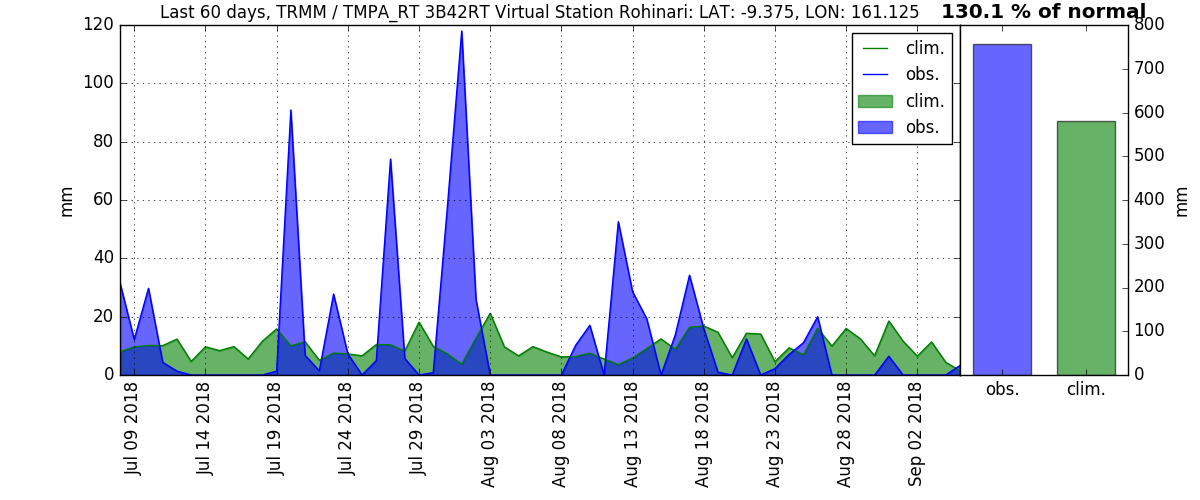 Last 60 days, TRMM / TMPA_RT 3B42RT Virtual Station Rohinari: LAT: -9.375, LON: 161.125
130.1 % of normal
120
100
80
60
40
20
0
mm
clim.
obs.
clim.
obs.
800
700
600
500
400
300
200
100
0
mm
Jul 09 2018
Jul 14 2018
Jul 19 2018
Jul 24 2018
Jul 29 2018
Aug 03 2018
Aug 08 2018
Aug 13 2018
Aug 18 2018
Aug 23 2018
Aug 28 2018
Sep 02 2018
obs.
clim.